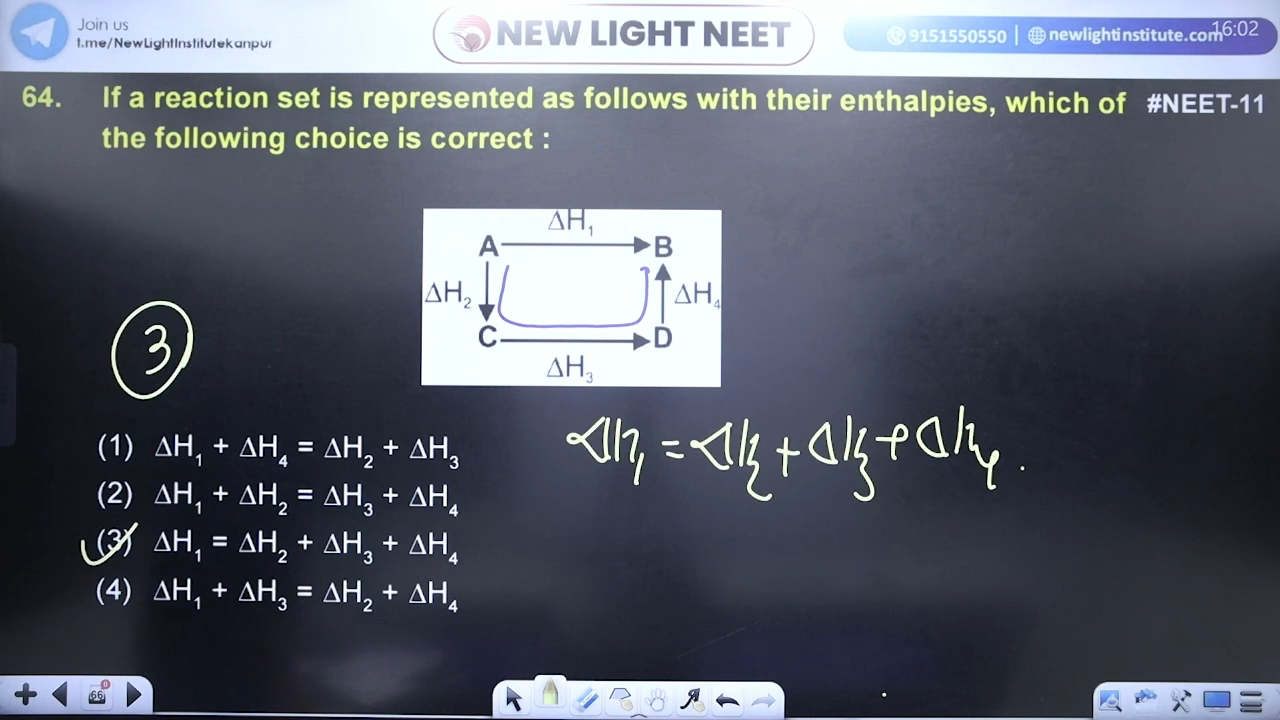 Join us
t.me/NewLightInstitutekanpur
NEW LIGHT NEET
9151550550 | newlightinstitute.com
16:02
64. If a reaction set is represented as follows with their enthalpies, which of #NEET-11
the following choice is correct :
ΔH₁
A B
ΔH₂ ΔH₄
C D
ΔH₃
3
ΔH₁ = ΔH₂ + ΔH₃ + ΔH₄.
(1) ΔH₁ + ΔH₄ = ΔH₂ + ΔH₃
(2) ΔH₁ + ΔH₂ = ΔH₃ + ΔH₄
(3) ΔH₁ = ΔH₂ + ΔH₃ + ΔH₄
(4) ΔH₁ + ΔH₃ = ΔH₂ + ΔH₄
66